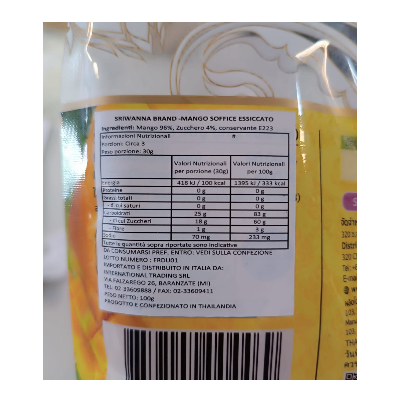 SRIWANNA BRAND -MANGO SOFFICE ESSICCATO
Ingredienti: Mango 96%, Zucchero 4%, conservante E223
Informazioni Nutrizionali #
Porzioni: Circa 3
Peso porzione: 30g
Valori Nutrizionali per porzione (30g) Valori Nutrizionali per 100g
Energia 418 kJ / 100 kcal 1395 kJ / 333 kcal
Proteine 0 g 0 g
Grassi totali 0 g 0 g
- di cui saturi 0 g 0 g
Carboidrati 25 g 83 g
- di cui Zuccheri 18 g 60 g
Fibre 1 g 3 g
Sodio 70 mg 233 mg
Tutte le quantità sopra riportate sono indicative
DA CONSUMARSI PREF. ENTRO: VEDI SULLA CONFEZIONE
LOTTO NUMERO : FRDIJ01
IMPORTATO E DISTRIBUITO IN ITALIA DA:
INTERNATIONAL TRADING SRL
VIA FALZAREGO 26, BARANZATE (MI)
TEL: 02-33609888 / FAX: 02-33609411
PESO NETTO: 100g
PRODOTTO E CONFEZIONATO IN THAILANDIA